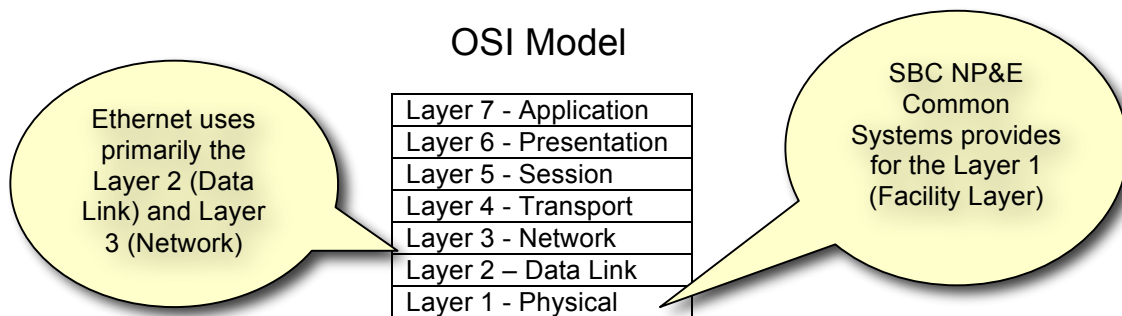 OSI Model
Ethernet uses
primarily the
Layer 2 (Data
Link) and Layer
3 (Network)
Layer 7 - Application
Layer 6 - Presentation
Layer 5 - Session
Layer 4 - Transport
Layer 3 - Network
Layer 2 – Data Link
Layer 1 - Physical
SBC NP&E
Common
Systems provides
for the Layer 1
(Facility Layer)